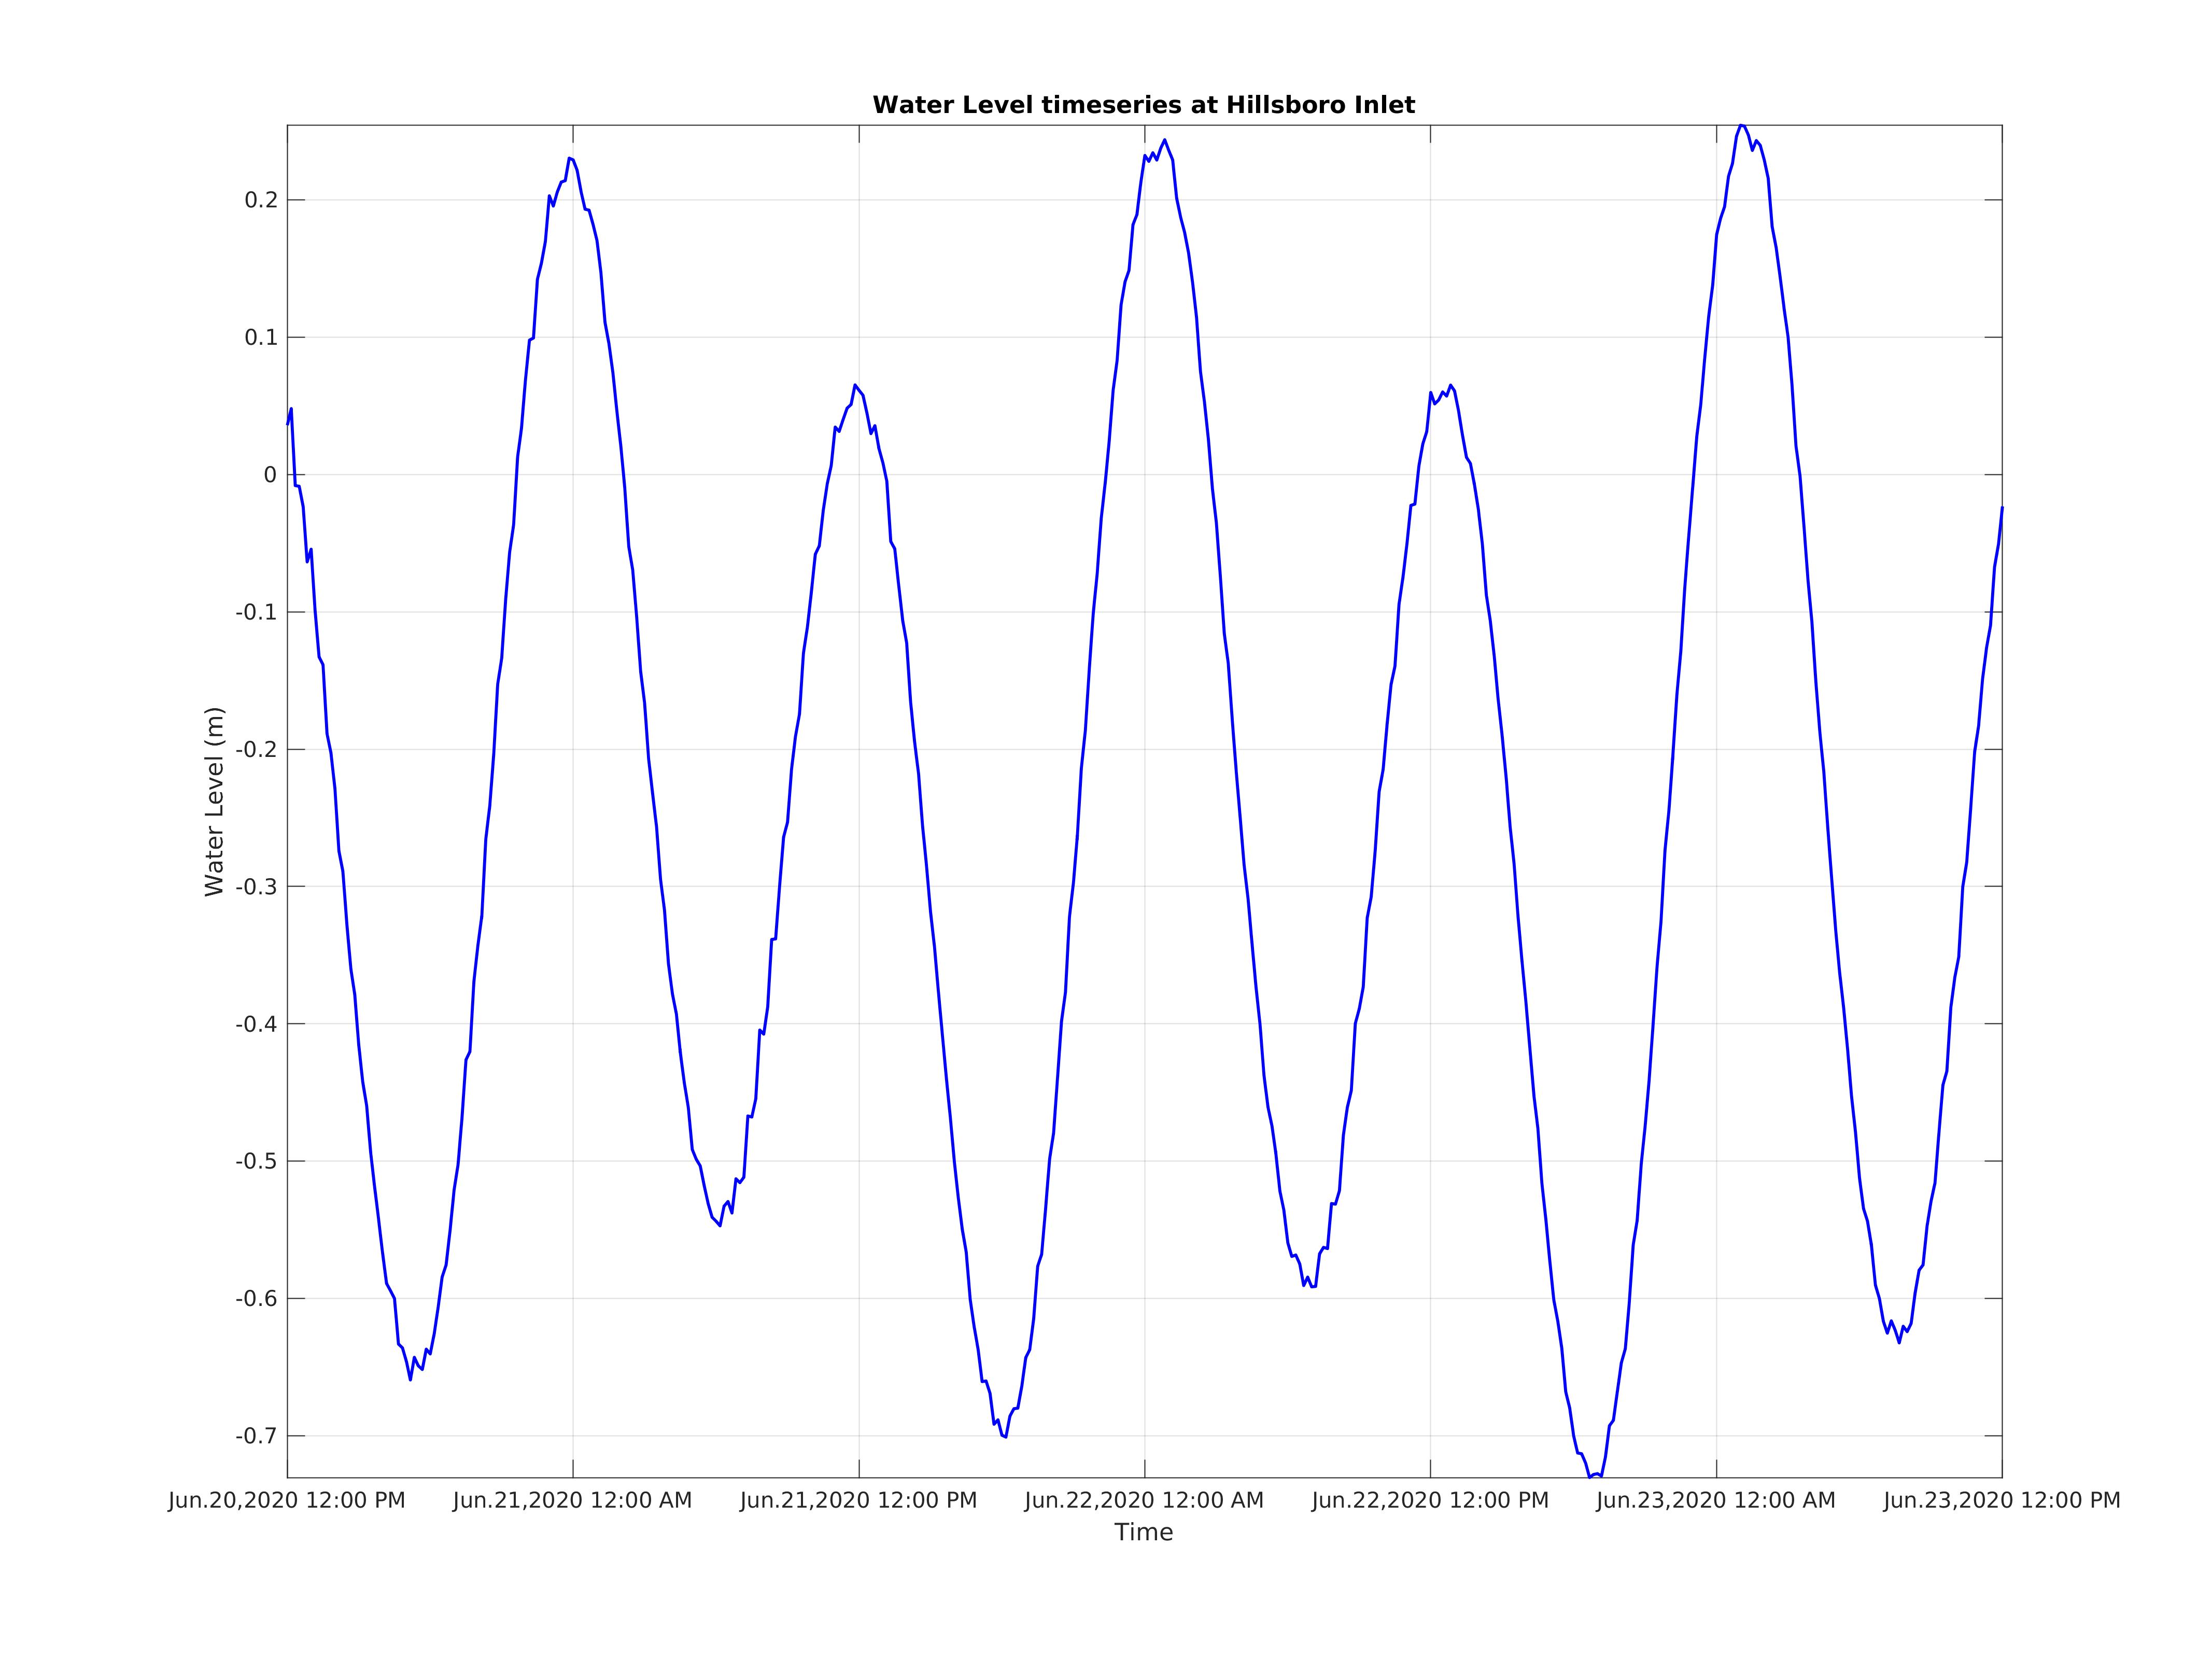 Water Level timeseries at Hillsboro Inlet
0.2
0.1
0
-0.1
-0.2
-0.3
-0.4
-0.5
-0.6
-0.7
Water Level (m)
Jun.20,2020 12:00 PM
Jun.21,2020 12:00 AM
Jun.21,2020 12:00 PM
Jun.22,2020 12:00 AM
Jun.22,2020 12:00 PM
Jun.23,2020 12:00 AM
Jun.23,2020 12:00 PM
Time